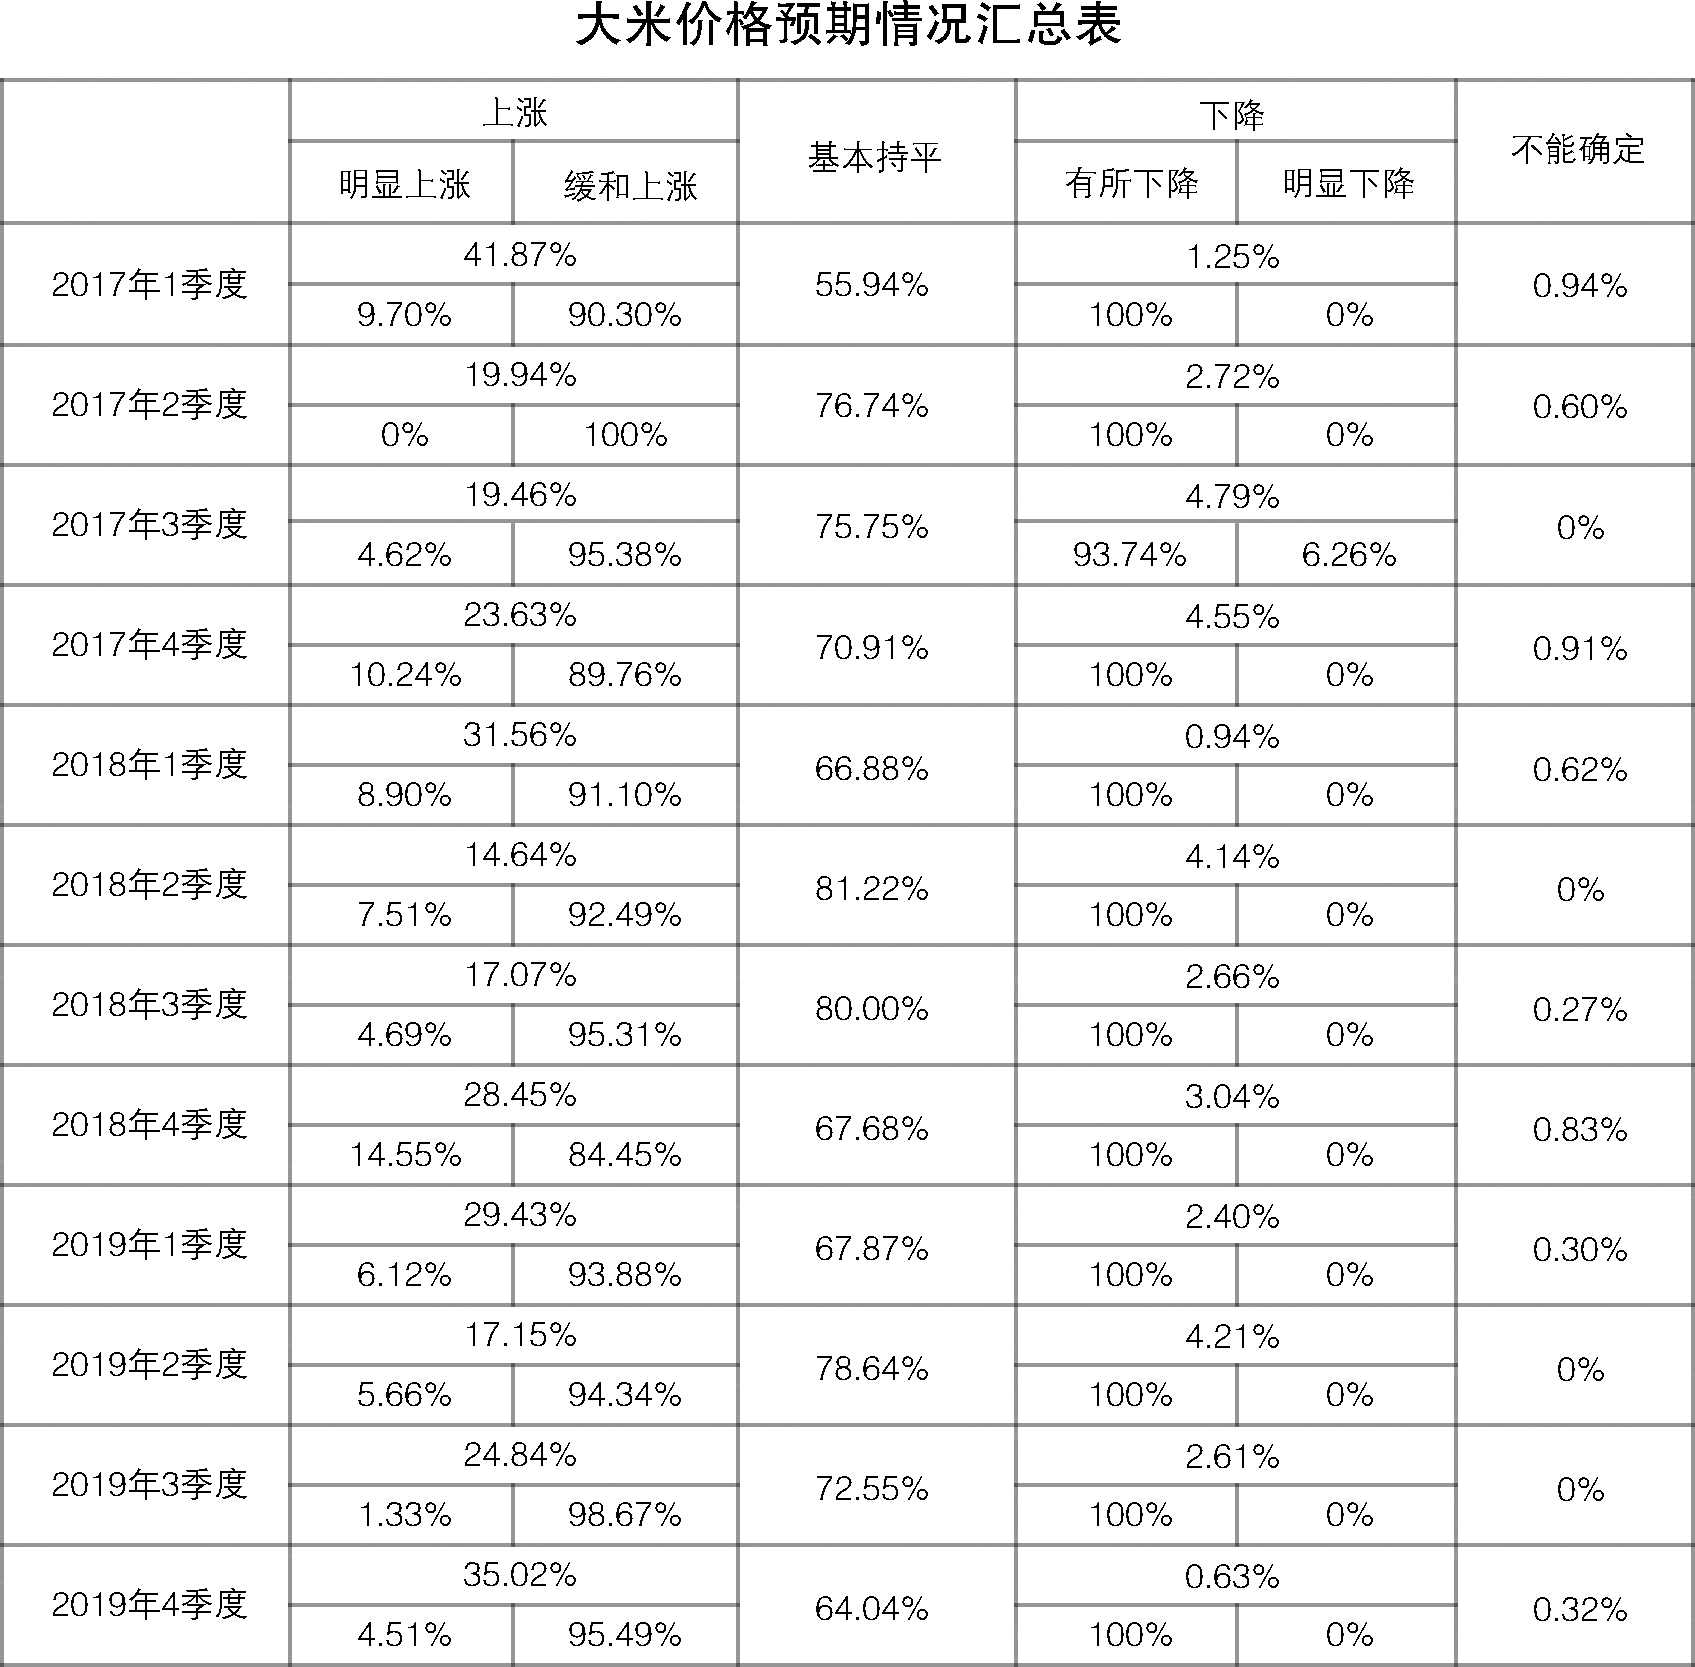 大米价格预期情况汇总表
上涨 基本持平 下降 不能确定
明显上涨 缓和上涨 有所下降 明显下降
2017年1季度 41.87% 55.94% 1.25% 0.94%
9.70% 90.30% 100% 0%
2017年2季度 19.94% 76.74% 2.72% 0.60%
0% 100% 100% 0%
2017年3季度 19.46% 75.75% 4.79% 0%
4.62% 95.38% 93.74% 6.26%
2017年4季度 23.63% 70.91% 4.55% 0.91%
10.24% 89.76% 100% 0%
2018年1季度 31.56% 66.88% 0.94% 0.62%
8.90% 91.10% 100% 0%
2018年2季度 14.64% 81.22% 4.14% 0%
7.51% 92.49% 100% 0%
2018年3季度 17.07% 80.00% 2.66% 0.27%
4.69% 95.31% 100% 0%
2018年4季度 28.45% 67.68% 3.04% 0.83%
14.55% 84.45% 100% 0%
2019年1季度 29.43% 67.87% 2.40% 0.30%
6.12% 93.88% 100% 0%
2019年2季度 17.15% 78.64% 4.21% 0%
5.66% 94.34% 100% 0%
2019年3季度 24.84% 72.55% 2.61% 0%
1.33% 98.67% 100% 0%
2019年4季度 35.02% 64.04% 0.63% 0.32%
4.51% 95.49% 100% 0%